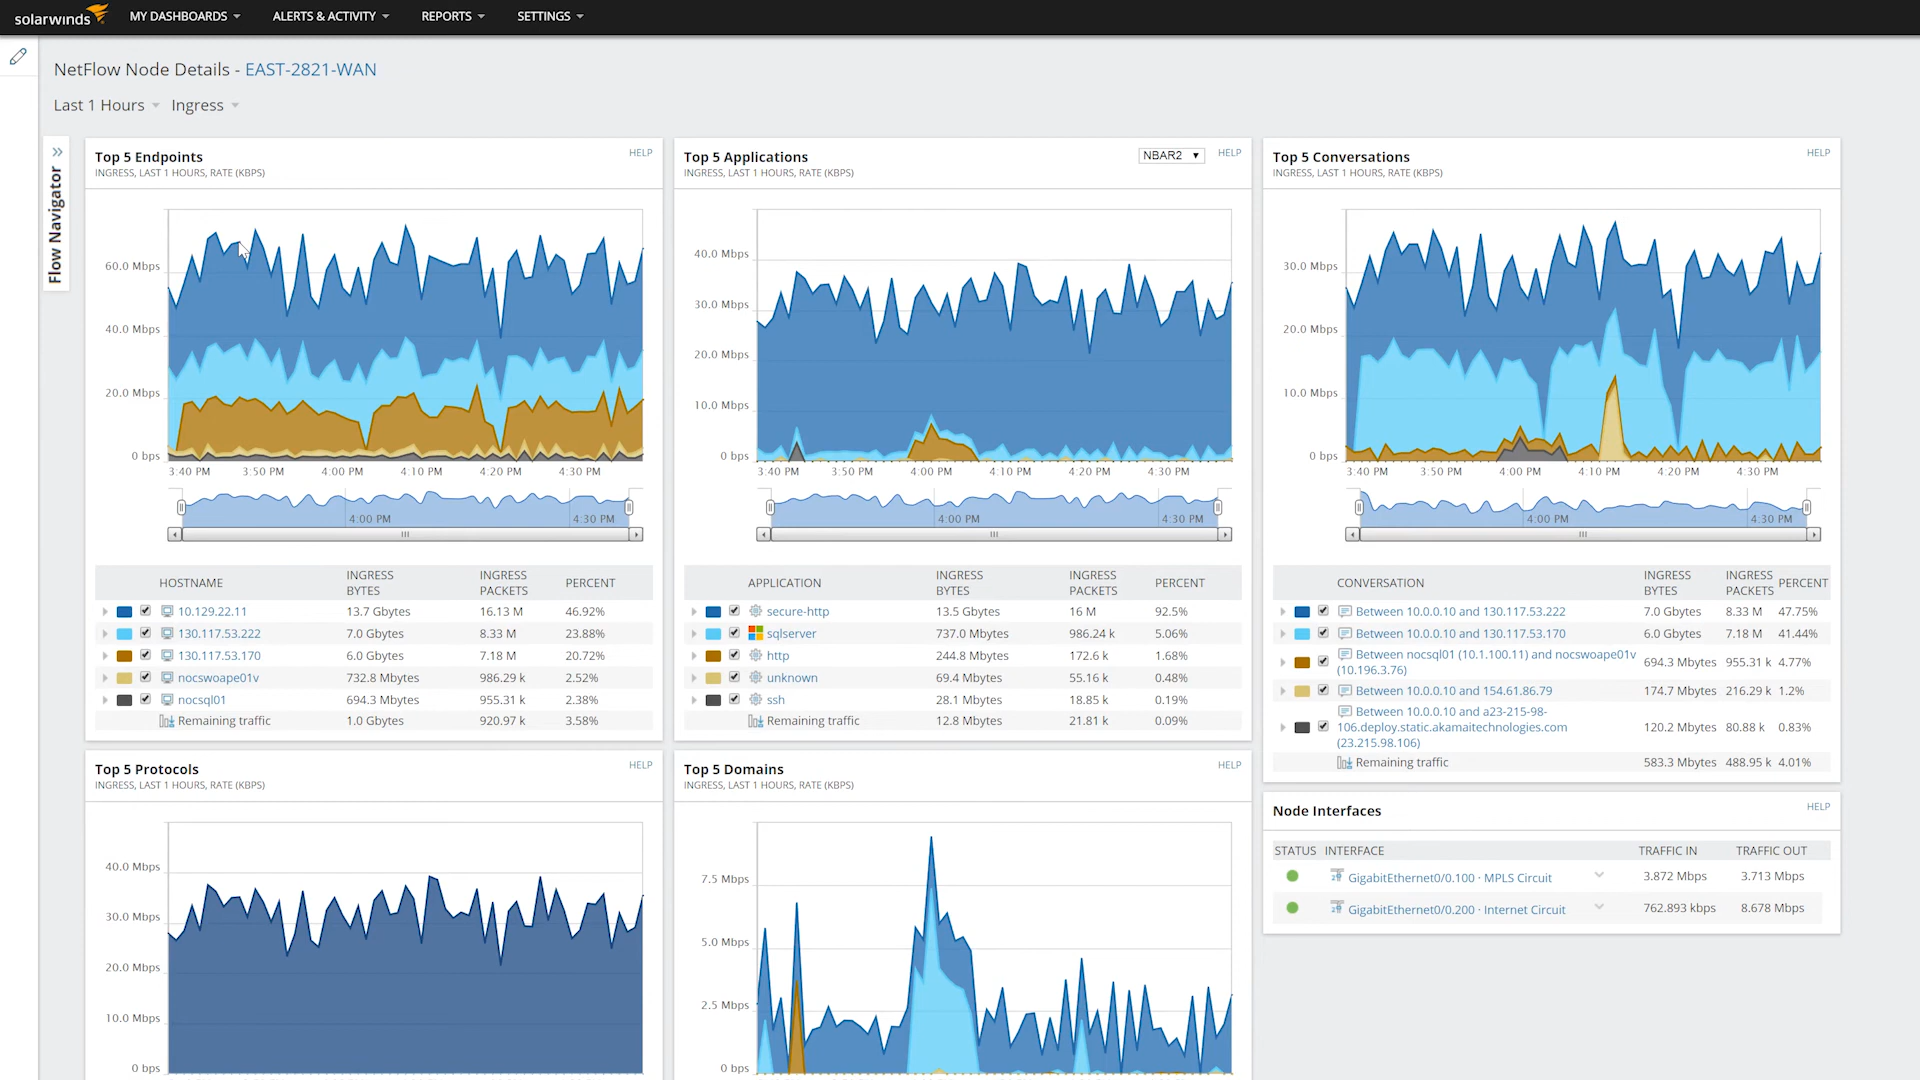 solarwinds MY DASHBOARDS ALERTS & ACTIVITY REPORTS SETTINGS
NetFlow Node Details - EAST-2821-WAN
Last 1 Hours Ingress
Flow Navigator
Top 5 Endpoints HELP
INGRESS, LAST 1 HOURS, RATE (KBPS)
60.0 Mbps
40.0 Mbps
20.0 Mbps
0 bps
3:40 PM 3:50 PM 4:00 PM 4:10 PM 4:20 PM 4:30 PM
4:00 PM 4:30 PM
HOSTNAME INGRESS BYTES INGRESS PACKETS PERCENT
10.129.22.11 13.7 Gbytes 16.13 M 46.92%
130.117.53.222 7.0 Gbytes 8.33 M 23.88%
130.117.53.170 6.0 Gbytes 7.18 M 20.72%
nocswoape01v 732.8 Mbytes 986.29 k 2.52%
nocsql01 694.3 Mbytes 955.31 k 2.38%
Remaining traffic 1.0 Gbytes 920.97 k 3.58%
Top 5 Applications NBAR2 HELP
INGRESS, LAST 1 HOURS, RATE (KBPS)
40.0 Mbps
30.0 Mbps
20.0 Mbps
10.0 Mbps
0 bps
3:40 PM 3:50 PM 4:00 PM 4:10 PM 4:20 PM 4:30 PM
4:00 PM 4:30 PM
APPLICATION INGRESS BYTES INGRESS PACKETS PERCENT
secure-http 13.5 Gbytes 16 M 92.5%
sqlserver 737.0 Mbytes 986.24 k 5.06%
http 244.8 Mbytes 172.6 k 1.68%
unknown 69.4 Mbytes 55.16 k 0.48%
ssh 28.1 Mbytes 18.85 k 0.19%
Remaining traffic 12.8 Mbytes 21.81 k 0.09%
Top 5 Conversations HELP
INGRESS, LAST 1 HOURS, RATE (KBPS)
30.0 Mbps
20.0 Mbps
10.0 Mbps
0 bps
3:40 PM 3:50 PM 4:00 PM 4:10 PM 4:20 PM 4:30 PM
4:00 PM 4:30 PM
CONVERSATION INGRESS BYTES INGRESS PACKETS PERCENT
Between 10.0.0.10 and 130.117.53.222 7.0 Gbytes 8.33 M 47.75%
Between 10.0.0.10 and 130.117.53.170 6.0 Gbytes 7.18 M 41.44%
Between nocsql01 (10.1.100.11) and nocswoape01v
(10.196.3.76) 694.3 Mbytes 955.31 k 4.77%
Between 10.0.0.10 and 154.61.86.79 174.7 Mbytes 216.29 k 1.2%
Between 10.0.0.10 and a23-215-98-
106.deploy.static.akamaitechnologies.com 120.2 Mbytes 80.88 k 0.83%
(23.215.98.106)
Remaining traffic 583.3 Mbytes 488.95 k 4.01%
Top 5 Protocols HELP
INGRESS, LAST 1 HOURS, RATE (KBPS)
40.0 Mbps
30.0 Mbps
20.0 Mbps
10.0 Mbps
0 bps
Top 5 Domains HELP
INGRESS, LAST 1 HOURS, RATE (KBPS)
7.5 Mbps
5.0 Mbps
2.5 Mbps
0 bps
Node Interfaces HELP
STATUS INTERFACE TRAFFIC IN TRAFFIC OUT
GigabitEthernet0/0.100 · MPLS Circuit 3.872 Mbps 3.713 Mbps
GigabitEthernet0/0.200 · Internet Circuit 762.893 kbps 8.678 Mbps